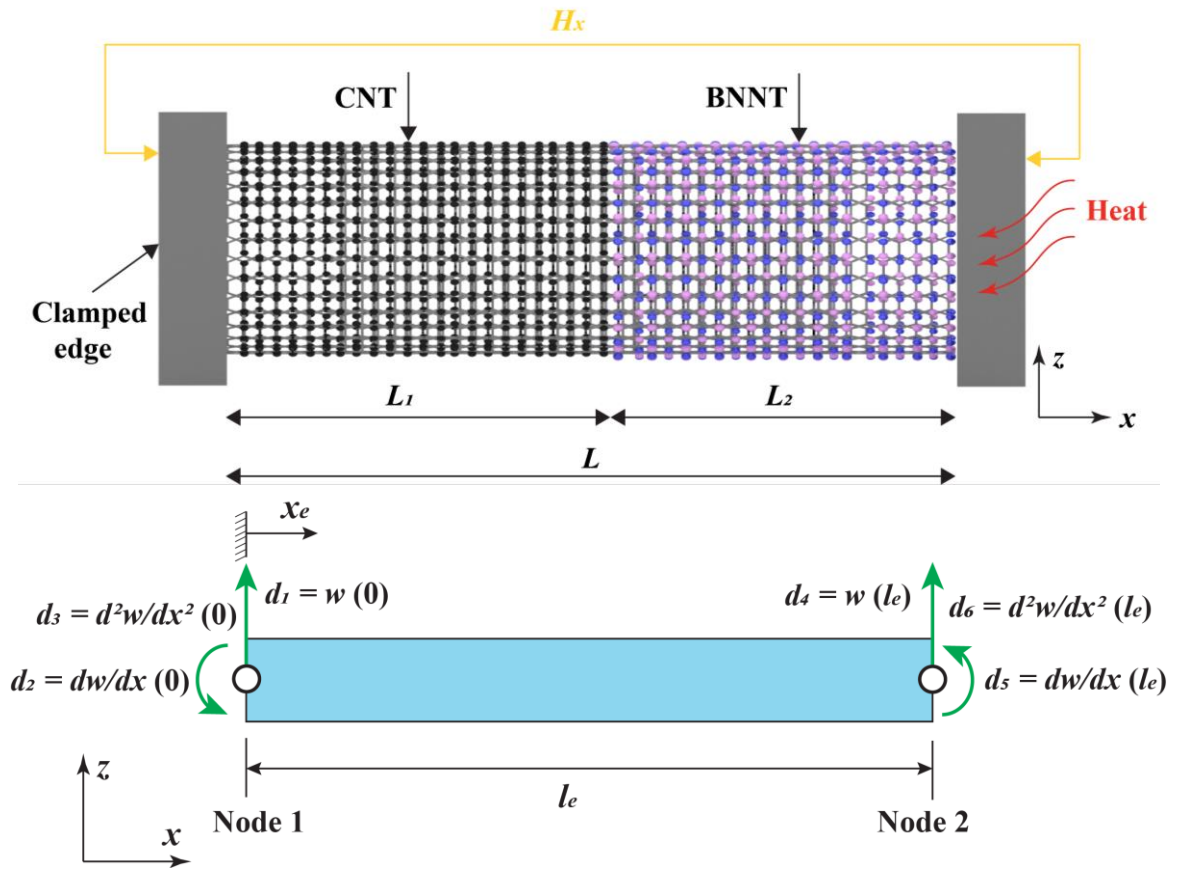 Hₓ
CNT
BNNT
Heat
Clamped
edge
L₁
L₂
z
x
L
xₑ
d₁ = w (0)
d₄ = w (lₑ)
d₃ = d²w/dx² (0)
d₆ = d²w/dx² (lₑ)
d₂ = dw/dx (0)
d₅ = dw/dx (lₑ)
z
lₑ
x
Node 1
Node 2